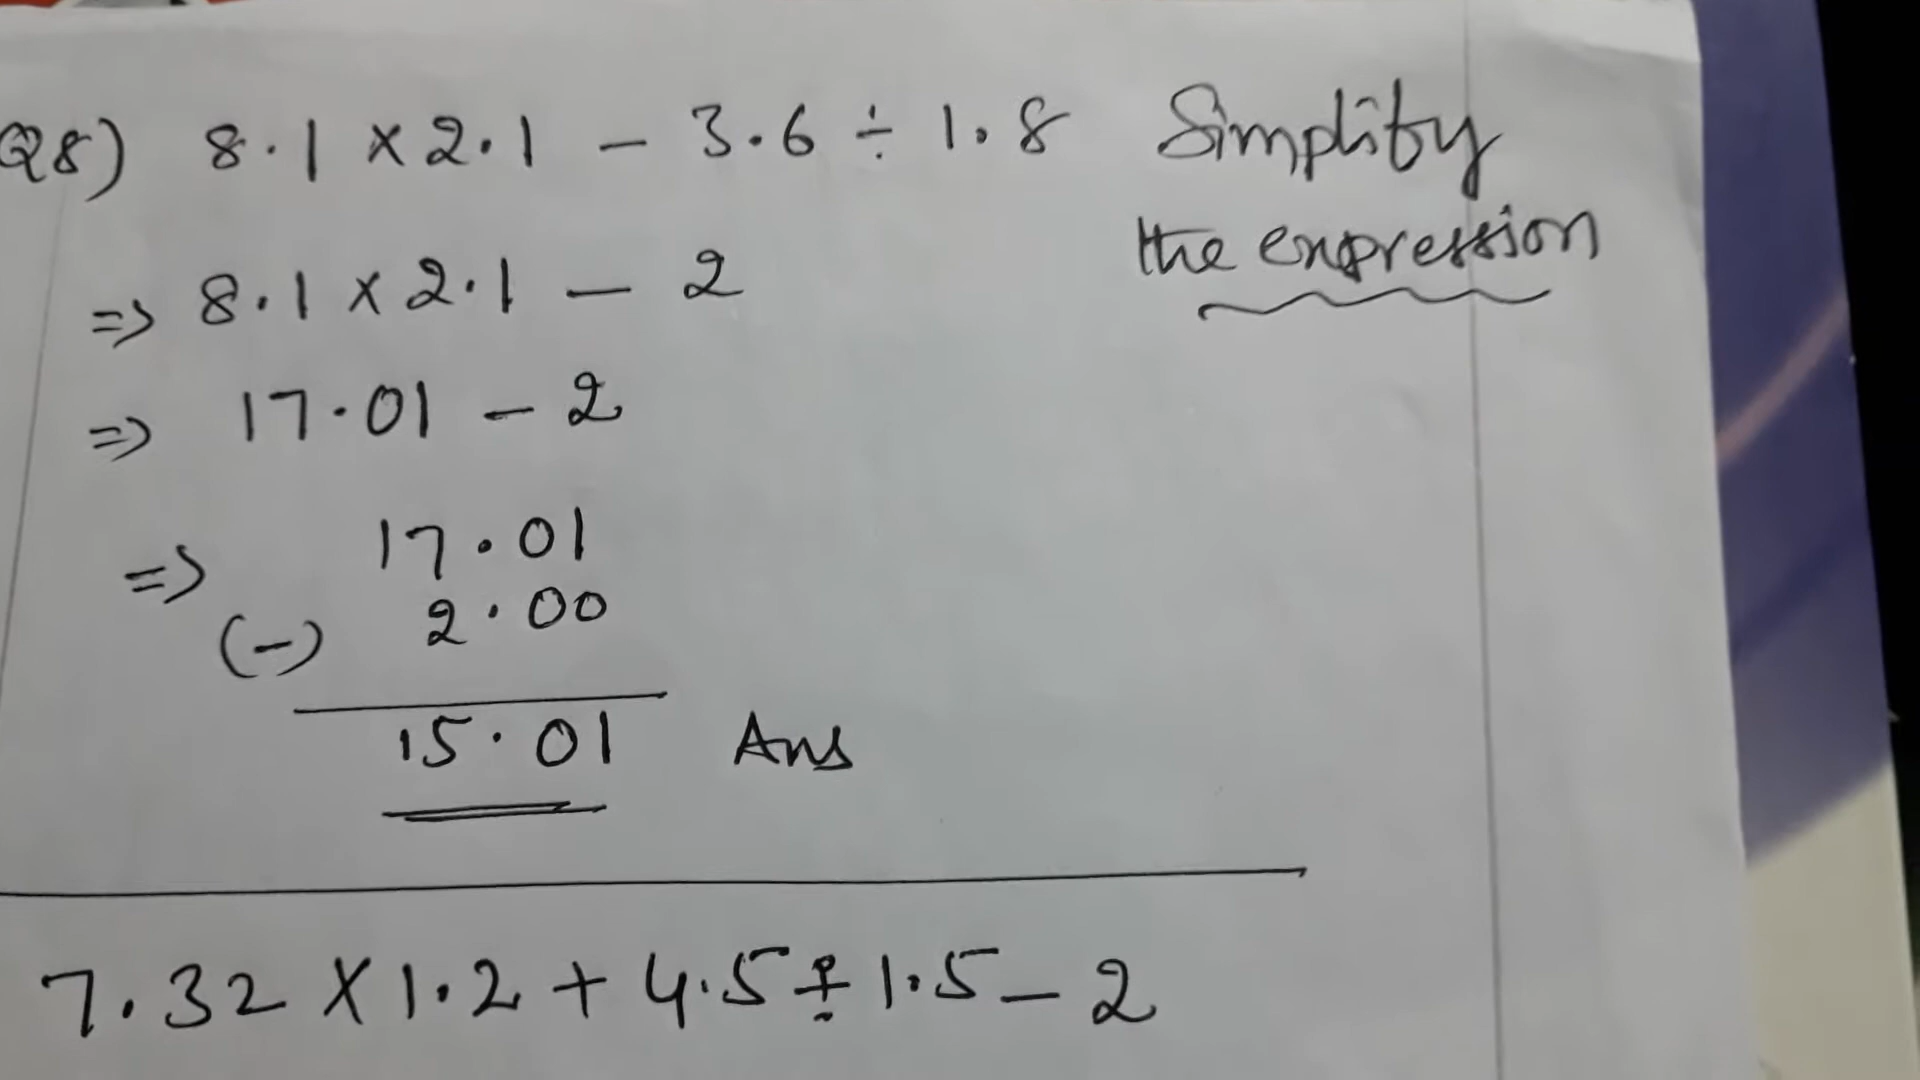 Q8) 8.1 × 2.1 - 3.6 ÷ 1.8 Simplify
the expression
=> 8.1 × 2.1 - 2
=> 17.01 - 2
=> 17.01
(-) 2.00
15.01 Ans
7.32 × 1.2 + 4.5 ÷ 1.5 - 2